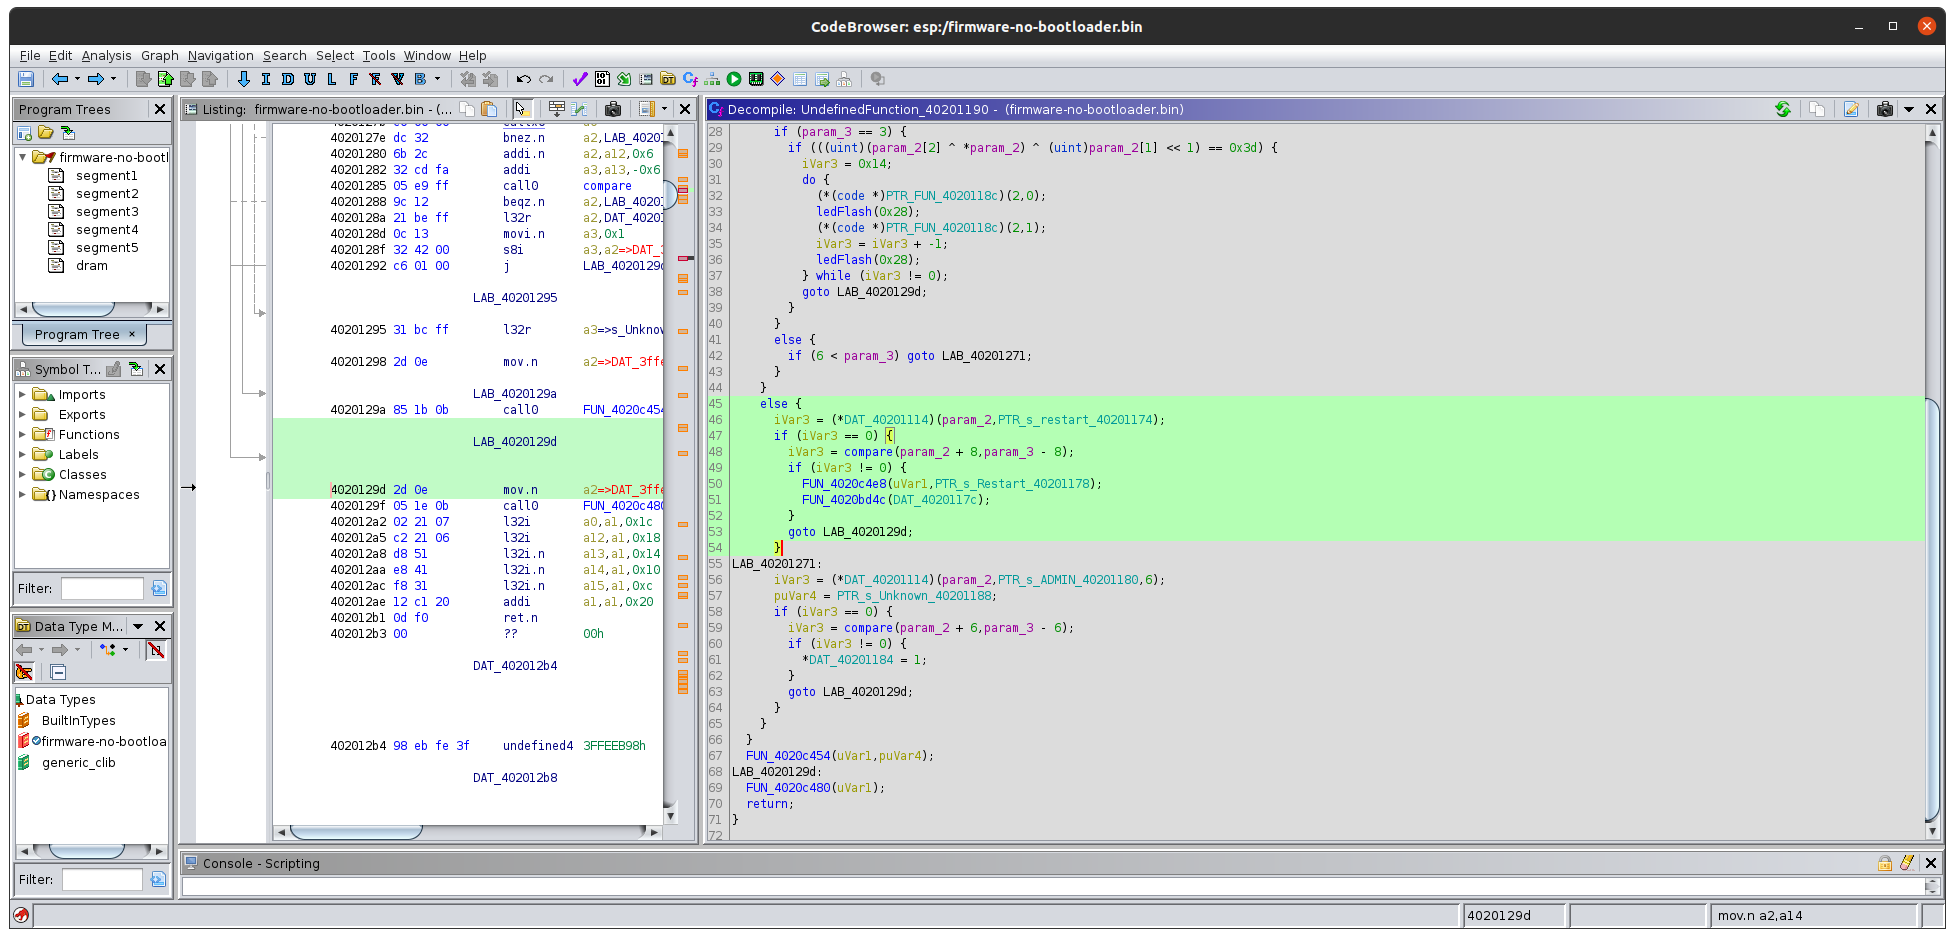 CodeBrowser: esp:/firmware-no-bootloader.bin
File Edit Analysis Graph Navigation Search Select Tools Window Help
Program Trees
firmware-no-bootl
segment1
segment2
segment3
segment4
segment5
dram
Program Tree ×
Symbol T...
Imports
Exports
Functions
Labels
Classes
Namespaces
Filter:
Data Type M...
Data Types
BuiltInTypes
firmware-no-bootloa
generic_clib
Filter:
Listing: firmware-no-bootloader.bin - (...
4020127e dc 32 bnez.n a2,LAB_40201
40201280 6b 2c addi.n a2,a12,0x6
40201282 32 cd fa addi a3,a13,-0x6
40201285 05 e9 ff call0 compare
40201288 9c 12 beqz.n a2,LAB_40201
4020128a 21 be ff l32r a2,DAT_40201
4020128d 0c 13 movi.n a3,0x1
4020128f 32 42 00 s8i a3,a2=>DAT_3
40201292 c6 01 00 j LAB_4020129d
LAB_40201295
40201295 31 bc ff l32r a3=>s_Unknow
40201298 2d 0e mov.n a2=>DAT_3ffe
LAB_4020129a
4020129a 85 1b 0b call0 FUN_4020c454
LAB_4020129d
4020129d 2d 0e mov.n a2=>DAT_3ffe
4020129f 05 1e 0b call0 FUN_4020c480
402012a2 02 21 07 l32i a0,a1,0x1c
402012a5 c2 21 06 l32i a12,a1,0x18
402012a8 d8 51 l32i.n a13,a1,0x14
402012aa e8 41 l32i.n a14,a1,0x10
402012ac f8 31 l32i.n a15,a1,0xc
402012ae 12 c1 20 addi a1,a1,0x20
402012b1 0d f0 ret.n
402012b3 00 ?? 00h
DAT_402012b4
402012b4 98 eb fe 3f undefined4 3FFEEB98h
DAT_402012b8
Decompile: UndefinedFunction_40201190 - (firmware-no-bootloader.bin)
28 if (param_3 == 3) {
29 if (((uint)(param_2[2] ^ *param_2) ^ (uint)param_2[1] << 1) == 0x3d) {
30 iVar3 = 0x14;
31 do {
32 (*(code *)PTR_FUN_4020118c)(2,0);
33 ledFlash(0x28);
34 (*(code *)PTR_FUN_4020118c)(2,1);
35 iVar3 = iVar3 + -1;
36 ledFlash(0x28);
37 } while (iVar3 != 0);
38 goto LAB_4020129d;
39 }
40 }
41 else {
42 if (6 < param_3) goto LAB_40201271;
43 }
44 }
45 else {
46 iVar3 = (*DAT_40201114)(param_2,PTR_s_restart_40201174);
47 if (iVar3 == 0) {
48 iVar3 = compare(param_2 + 8,param_3 - 8);
49 if (iVar3 != 0) {
50 FUN_4020c4e8(uVar1,PTR_s_Restart_40201178);
51 FUN_4020bd4c(DAT_4020117c);
52 }
53 goto LAB_4020129d;
54 }
55 LAB_40201271:
56 iVar3 = (*DAT_40201114)(param_2,PTR_s_ADMIN_40201180,6);
57 puVar4 = PTR_s_Unknown_40201188;
58 if (iVar3 == 0) {
59 iVar3 = compare(param_2 + 6,param_3 - 6);
60 if (iVar3 != 0) {
61 *DAT_40201184 = 1;
62 }
63 goto LAB_4020129d;
64 }
65 }
66 }
67 FUN_4020c454(uVar1,puVar4);
68 LAB_4020129d:
69 FUN_4020c480(uVar1);
70 return;
71 }
72
Console - Scripting
4020129d
mov.n a2,a14